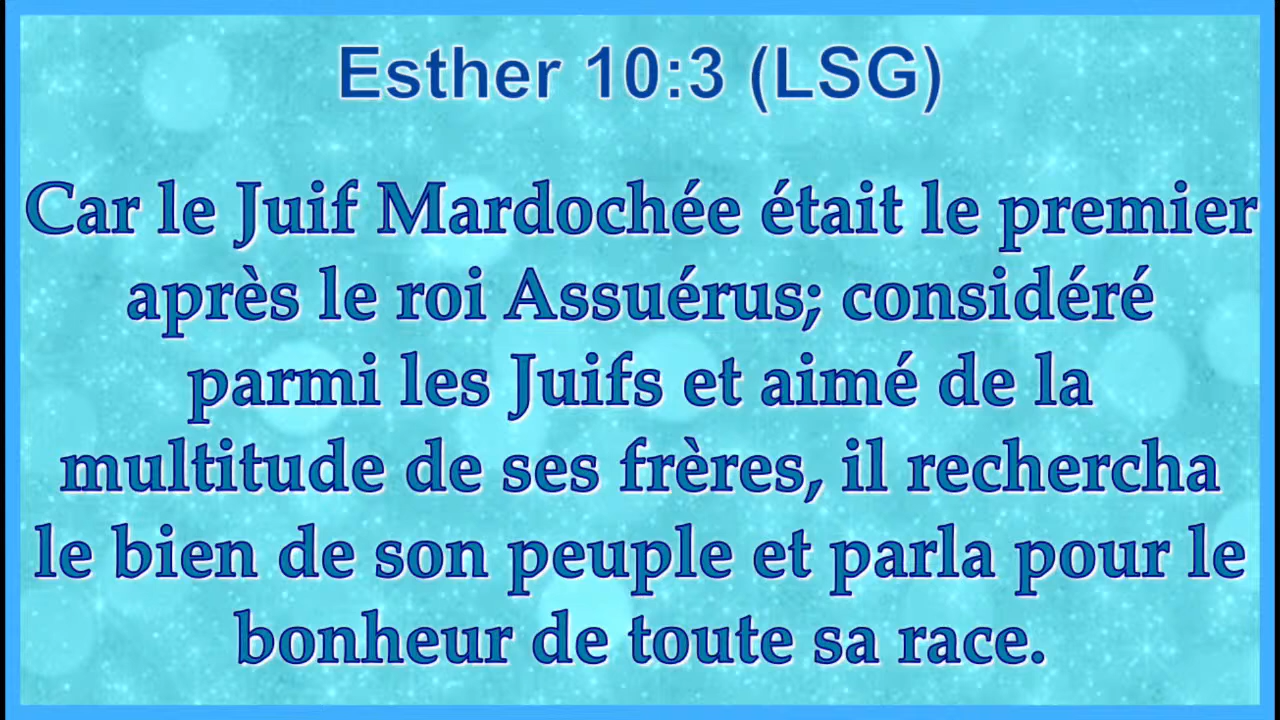 Esther 10:3 (LSG)
Car le Juif Mardochée était le premier
après le roi Assuérus; considéré
parmi les Juifs et aimé de la
multitude de ses frères, il rechercha
le bien de son peuple et parla pour le
bonheur de toute sa race.